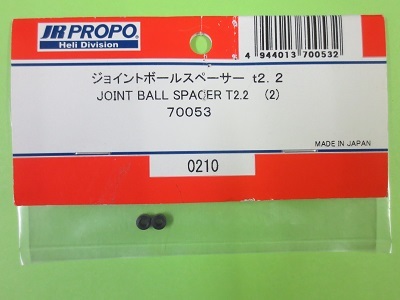 JR PROPO
Heli Division
4 944013 700532
ジョイントボールスペーサー t2.2
JOINT BALL SPACER T2.2 (2)
70053
MADE IN JAPAN
0210